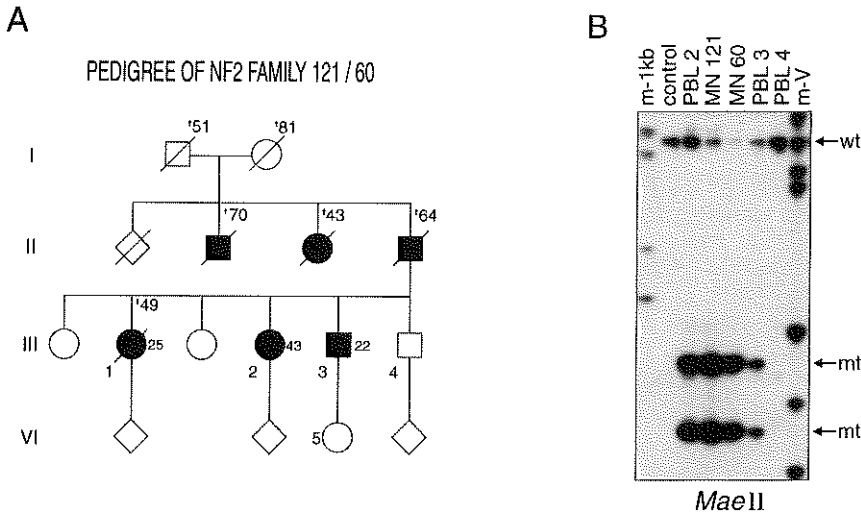 A
PEDIGREE OF NF2 FAMILY 121 / 60
I
†51
†81
II
†70
†43
†64
III
†49
25
43
22
1
2
3
4
VI
5
B
m-1kb
control
PBL 2
MN 121
MN 60
PBL 3
PBL 4
m-V
wt
mt
mt
MaeII